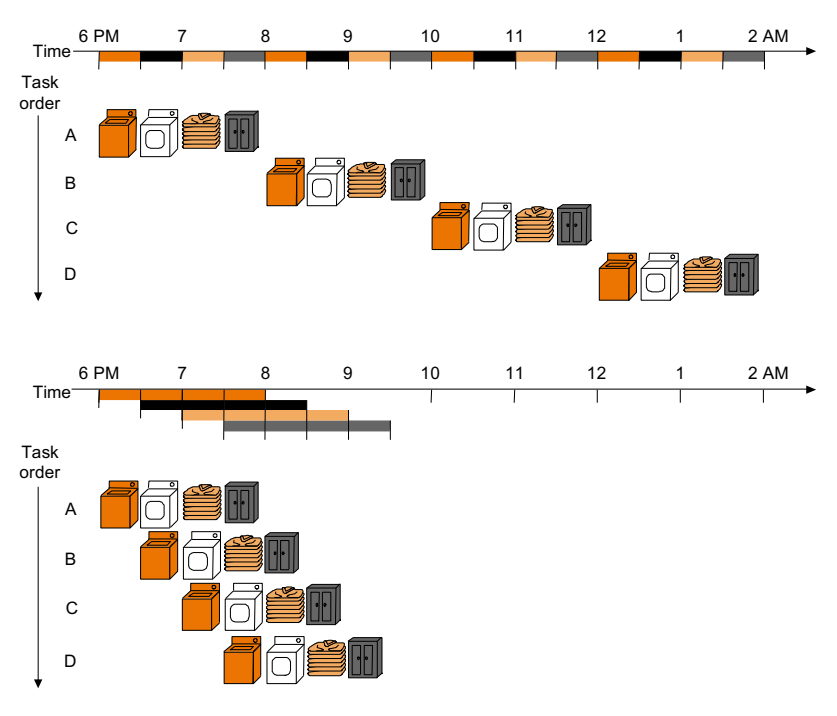 6 PM 7 8 9 10 11 12 1 2 AM
Time
Task
order
A
B
C
D
6 PM 7 8 9 10 11 12 1 2 AM
Time
Task
order
A
B
C
D